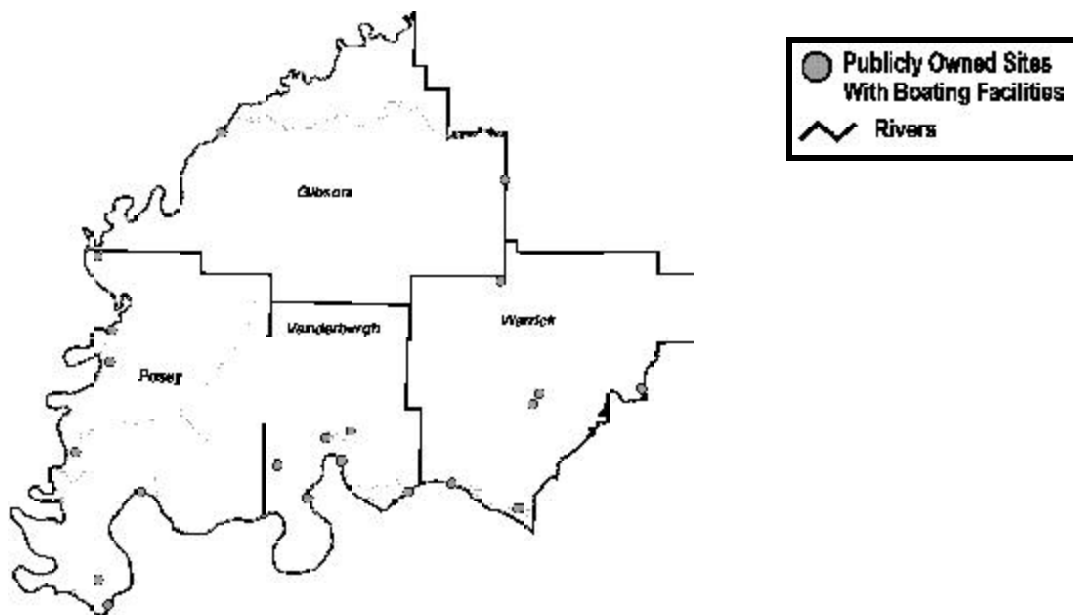 Publicly Owned Sites
With Boating Facilities
Rivers
Gibson
Vanderburgh
Warrick
Posey